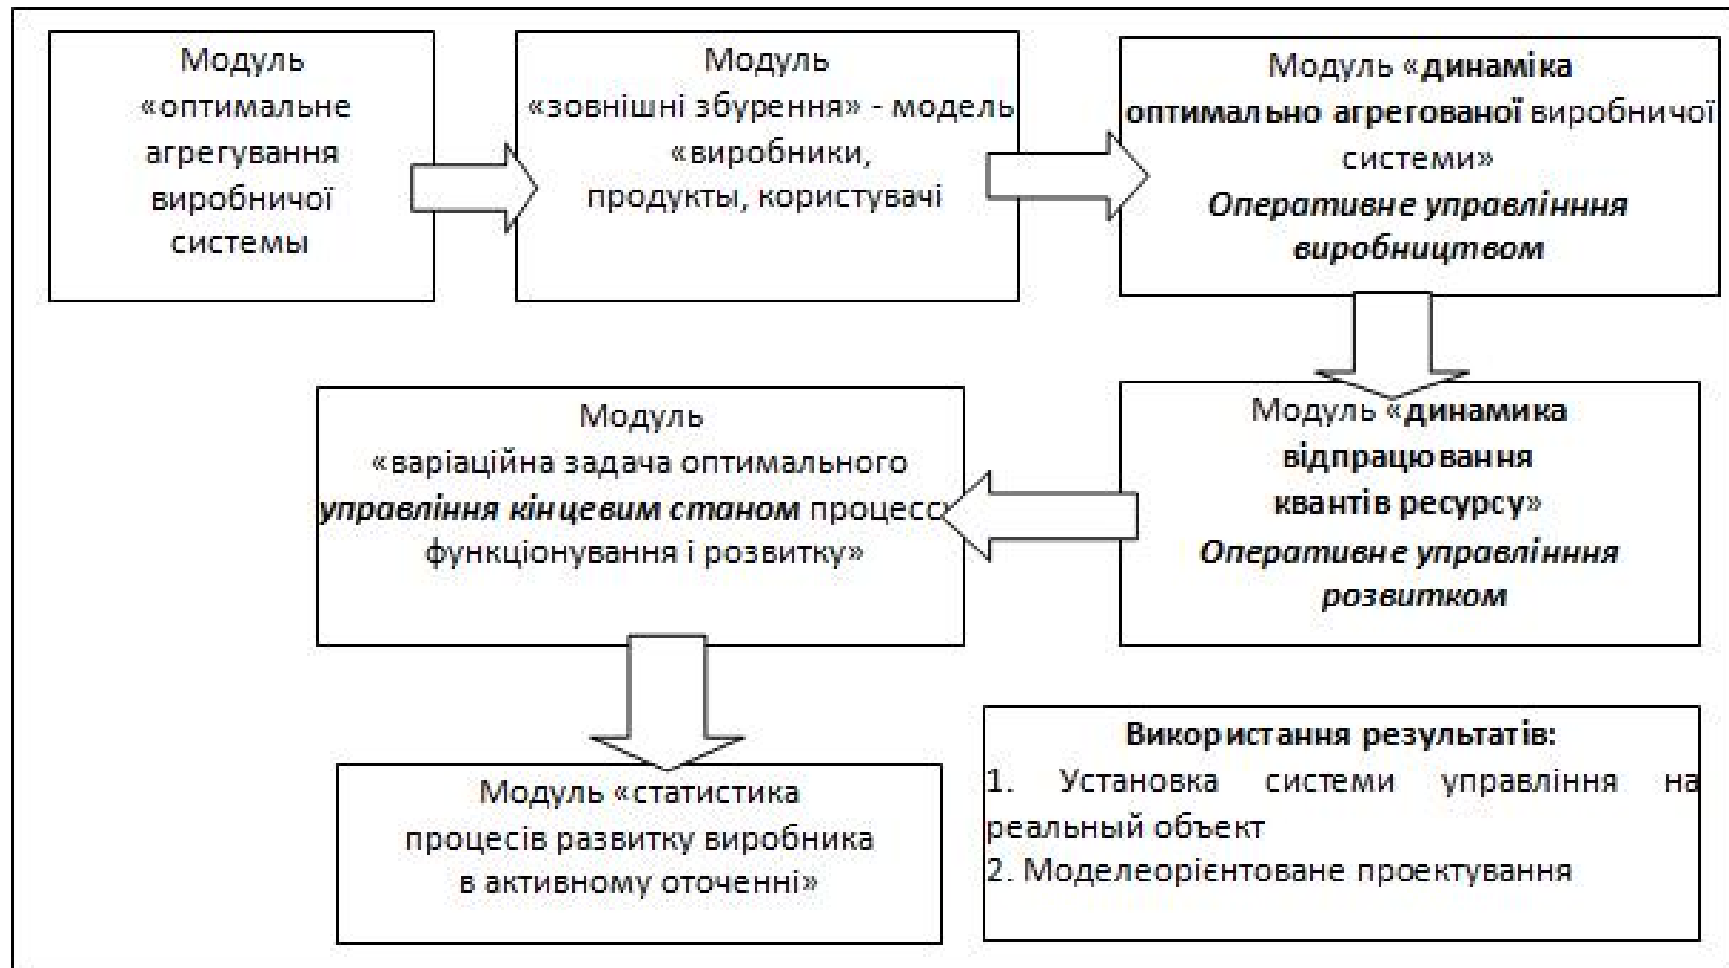 Модуль
«оптимальне
агрегування
виробничої
системы
Модуль
«зовнішні збурення» - модель
«виробники,
продукты, користувачі
Модуль «динаміка
оптимально агрегованої виробничої
системи»
Оперативне управлінння
виробництвом
Модуль «динамика
відпрацювання
квантів ресурсу»
Оперативне управлінння
розвитком
Модуль
«варіаційна задача оптимального
управління кінцевим станом процесс
функціонування і розвитку»
Модуль «статистика
процесів развитку виробника
в активному оточенні»
Використання результатів:
1. Установка системи управління на
реальный объект
2. Моделеорієнтоване проектування